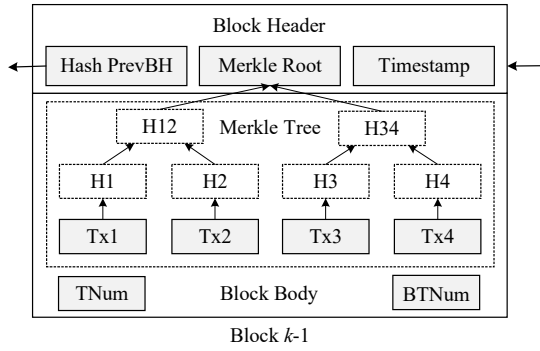 Block Header
Hash PrevBH Merkle Root Timestamp
H12 Merkle Tree H34
H1 H2 H3 H4
Tx1 Tx2 Tx3 Tx4
TNum Block Body BTNum
Block k-1